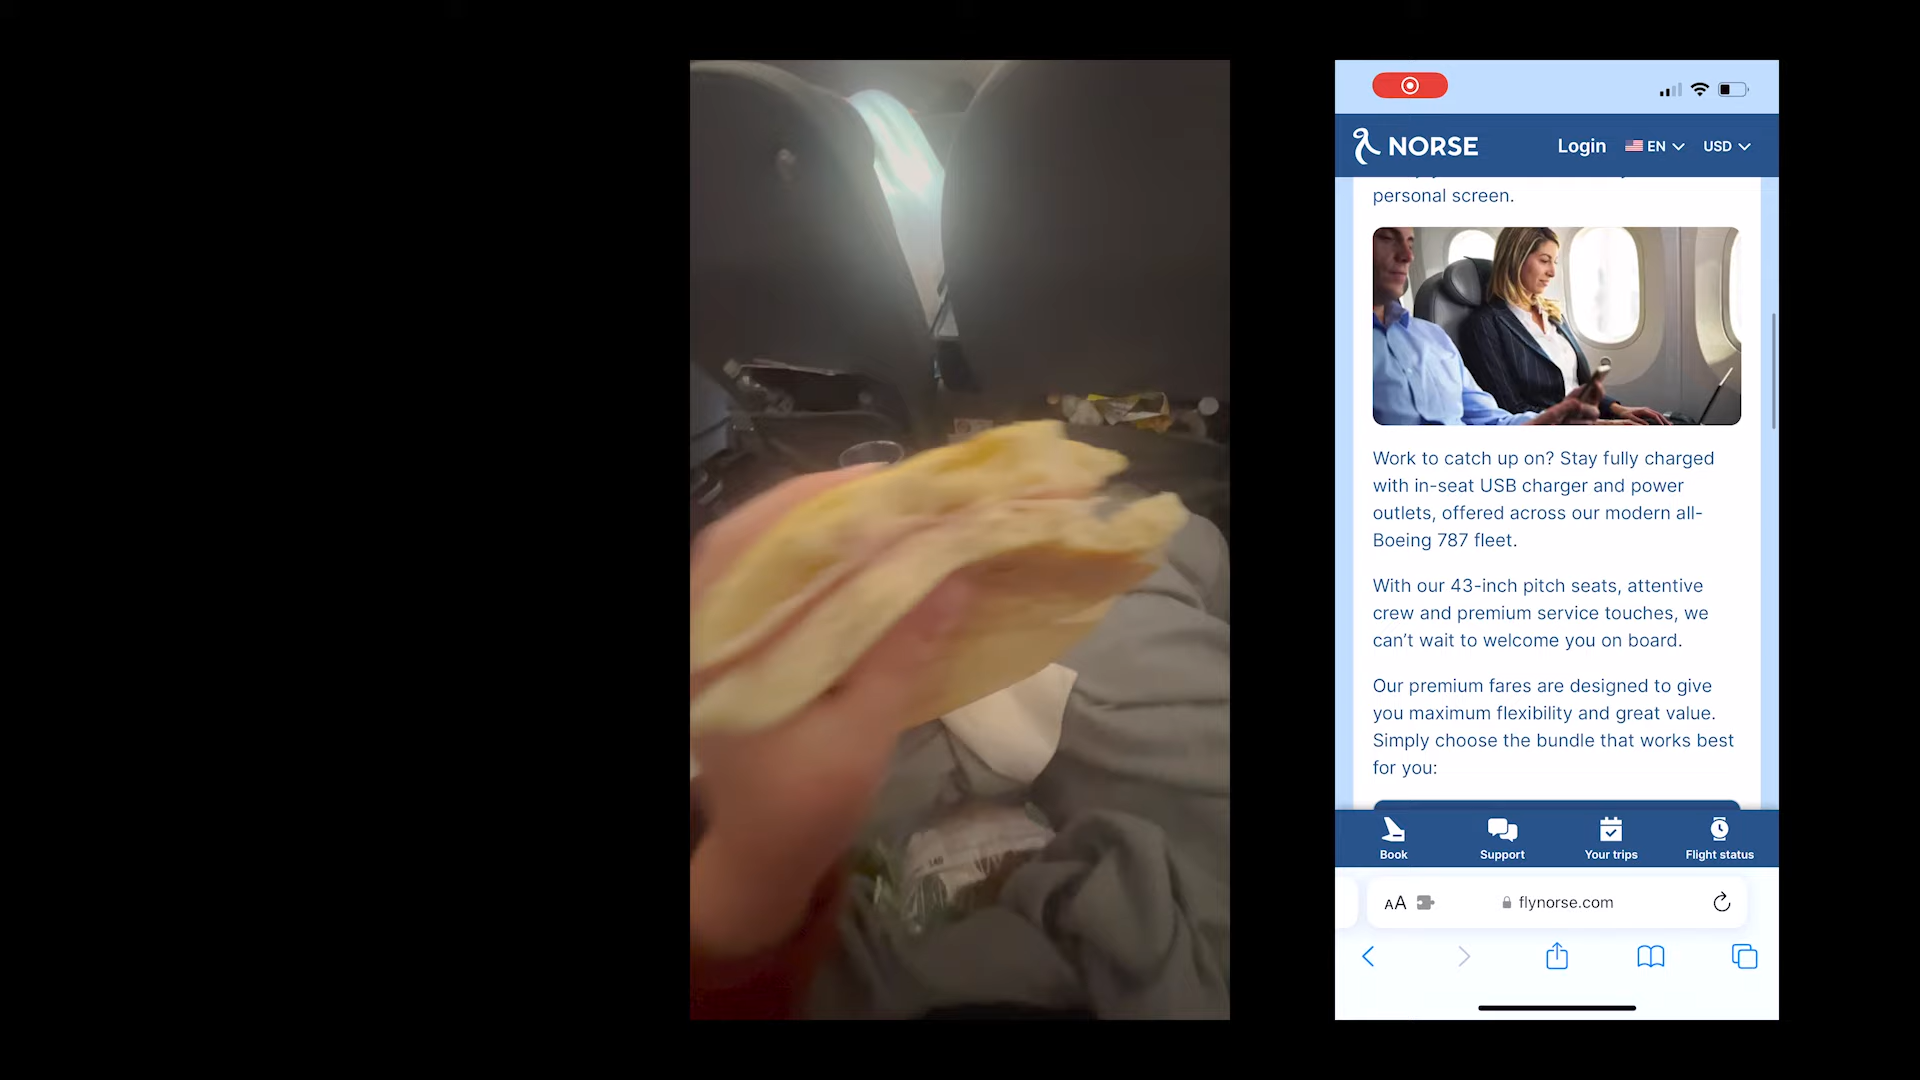 NORSE
Login
EN
USD
personal screen.
Work to catch up on? Stay fully charged
with in-seat USB charger and power
outlets, offered across our modern all-
Boeing 787 fleet.
With our 43-inch pitch seats, attentive
crew and premium service touches, we
can’t wait to welcome you on board.
Our premium fares are designed to give
you maximum flexibility and great value.
Simply choose the bundle that works best
for you:
Book
Support
Your trips
Flight status
AA
flynorse.com